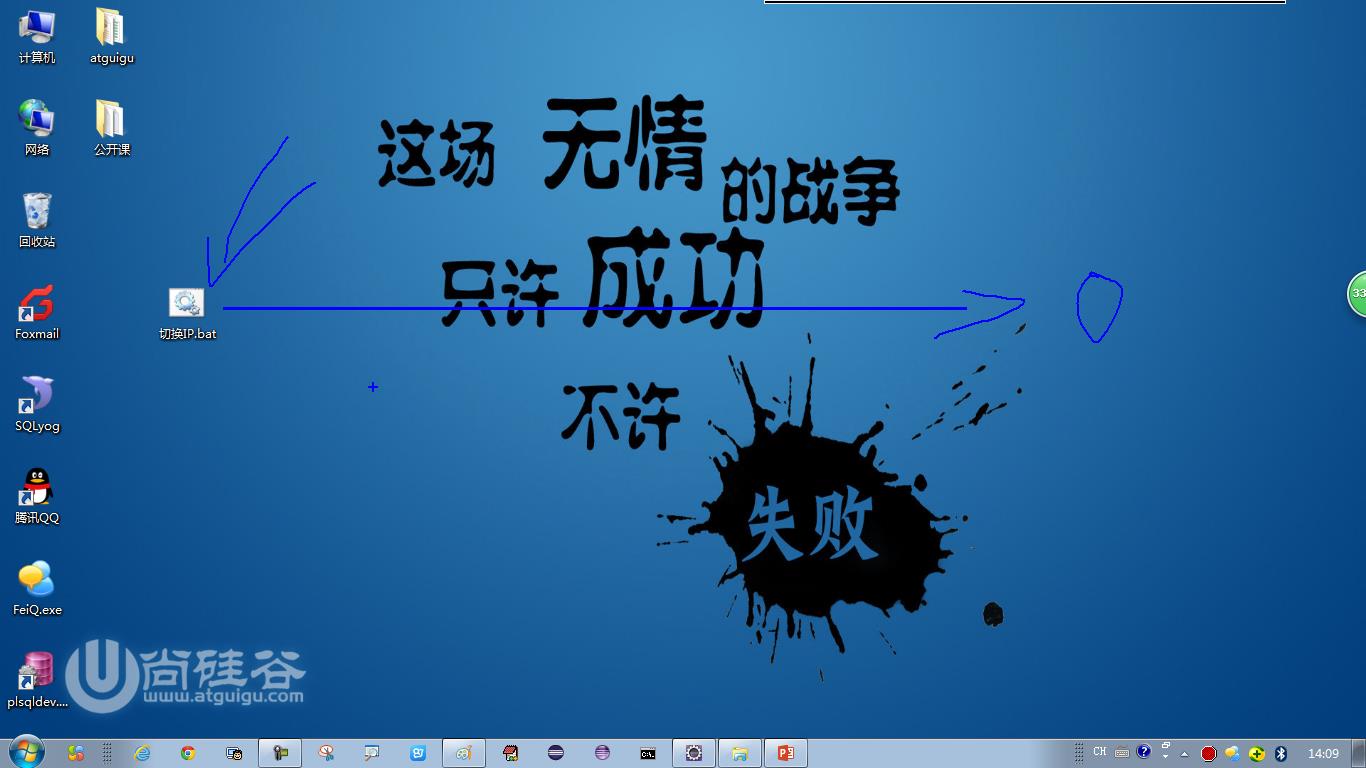 计算机
atguigu
网络
公开课
回收站
Foxmail
切换IP.bat
SQLyog
腾讯QQ
FeiQ.exe
plsqldev....
这场 无情 的战争
只许 成功
不许
失败
尚硅谷
www.atguigu.com
33
CH
14:09